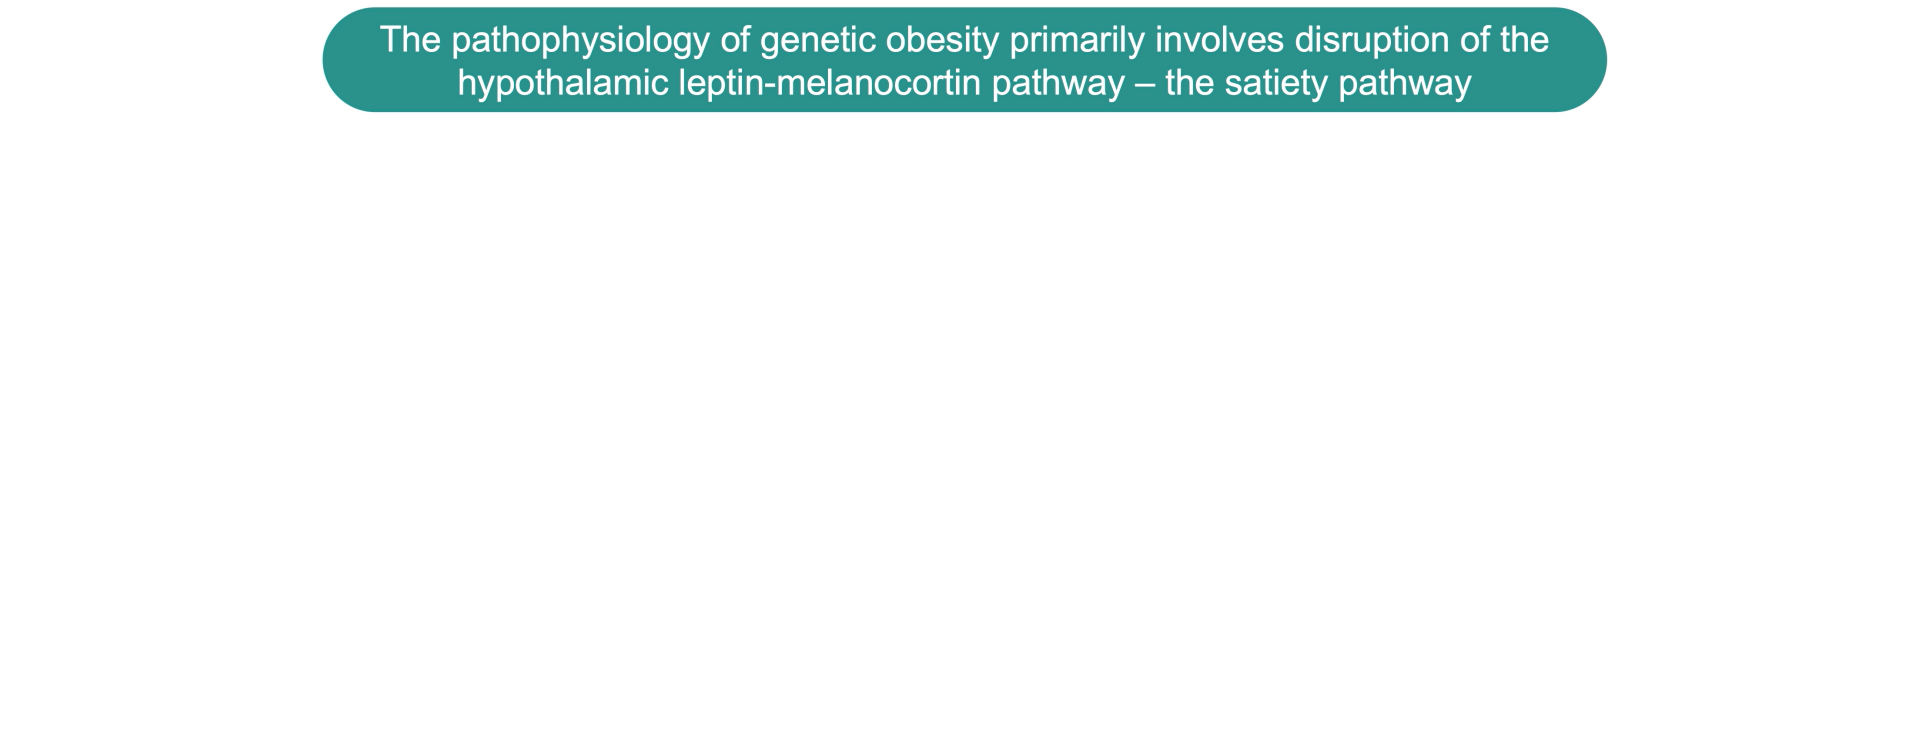 The pathophysiology of genetic obesity primarily involves disruption of the
hypothalamic leptin-melanocortin pathway – the satiety pathway